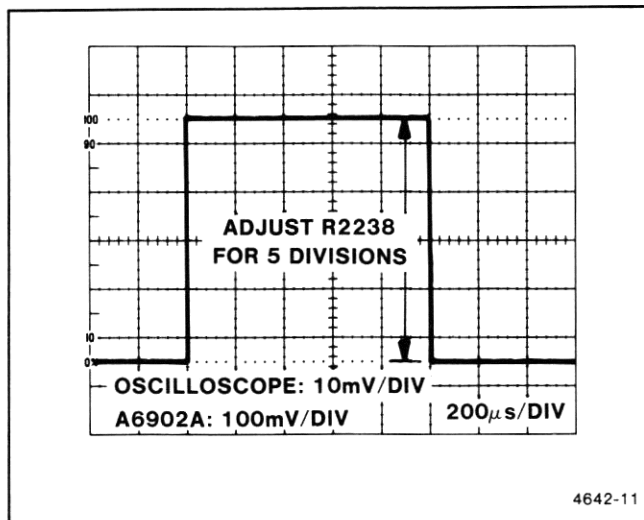 100
90
ADJUST R2238
FOR 5 DIVISIONS
10
0%
OSCILLOSCOPE: 10mV/DIV
A6902A: 100mV/DIV
200µs/DIV
4642-11